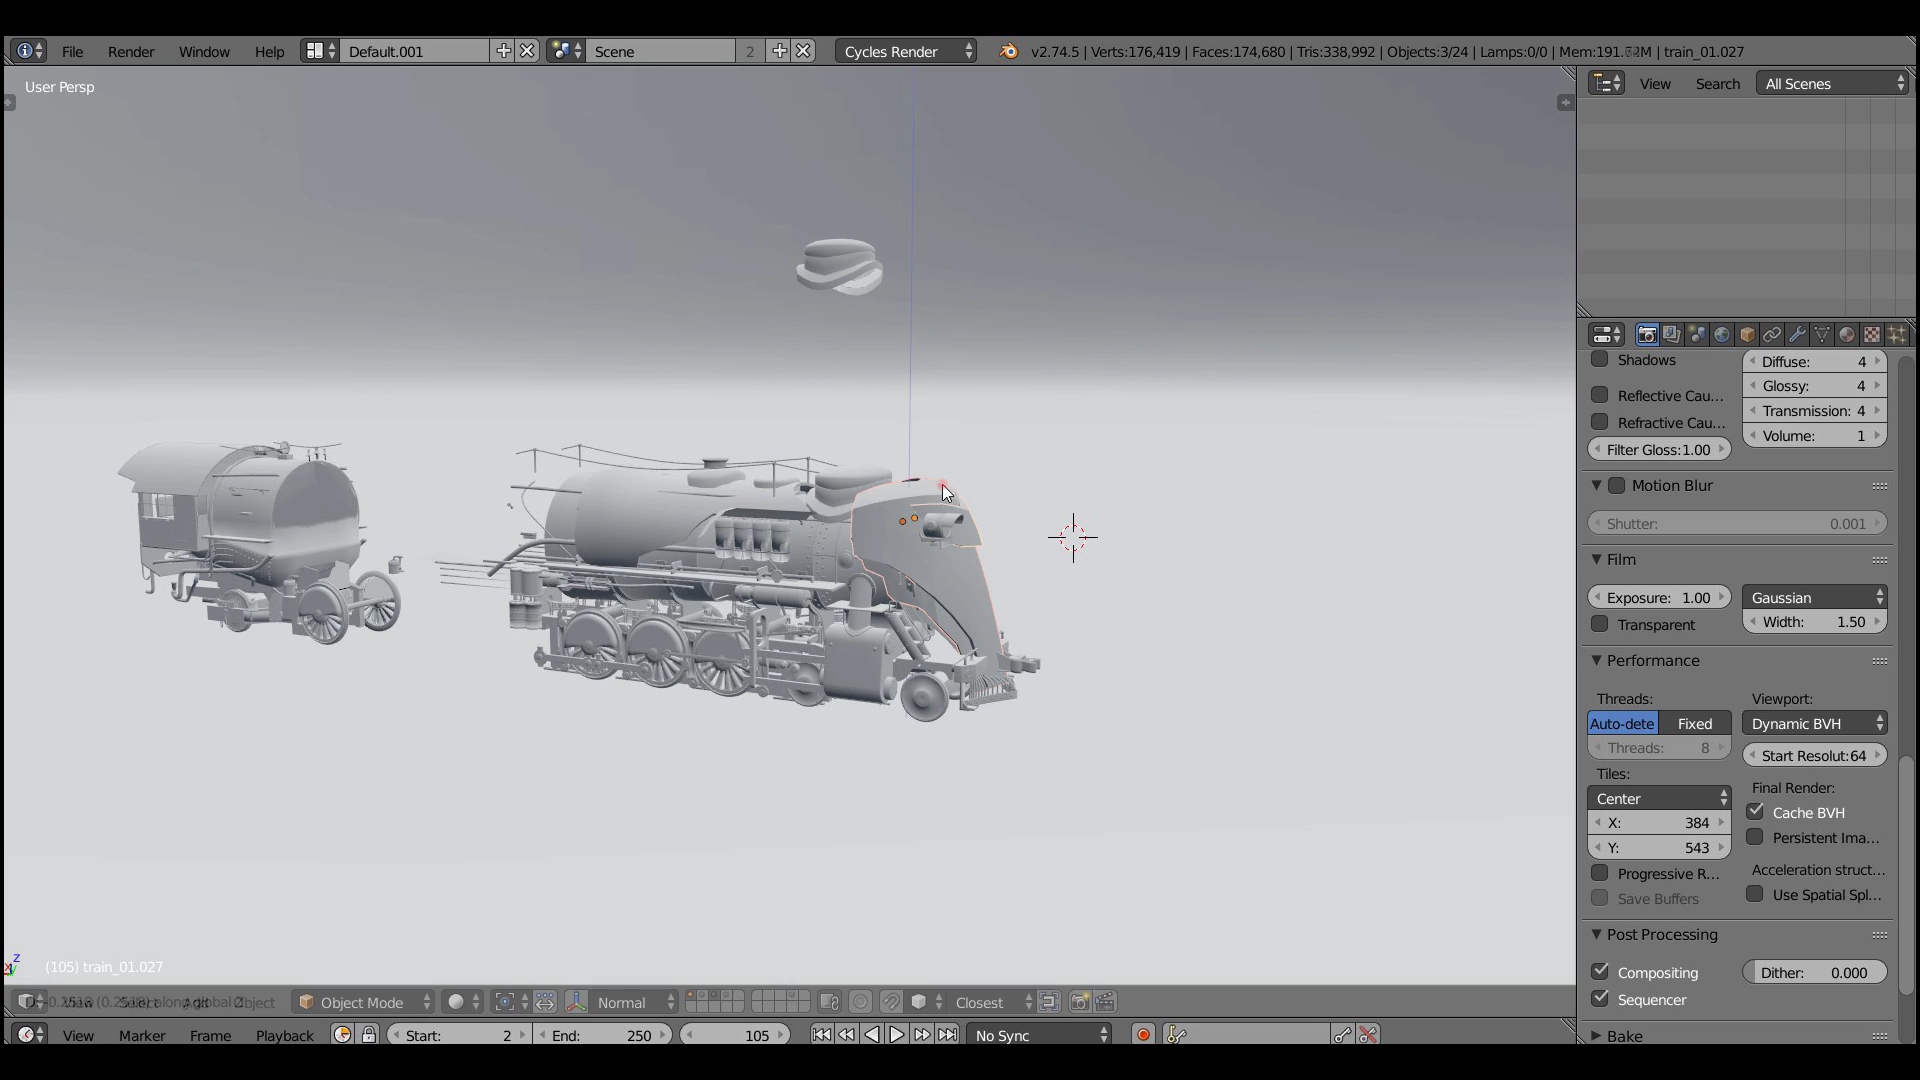 File Render Window Help Default.001 Scene 2 Cycles Render v2.74.5 | Verts:176,419 | Faces:174,680 | Tris:338,992 | Objects:3/24 | Lamps:0/0 | Mem:191. M | train_01.027
User Persp
View Search All Scenes
Shadows
Diffuse: 4
Reflective Cau...
Glossy: 4
Transmission: 4
Refractive Cau...
Volume: 1
Filter Gloss:1.00
Motion Blur
Shutter: 0.001
Film
Exposure: 1.00
Gaussian
Transparent
Width: 1.50
Performance
Threads:
Viewport:
Auto-dete Fixed
Dynamic BVH
Threads: 8
Start Resolut:64
Tiles:
Final Render:
Center
Cache BVH
X: 384
Persistent Ima...
Y: 543
Acceleration struct...
Progressive R...
Use Spatial Spl...
Save Buffers
Post Processing
Compositing
Dither: 0.000
Sequencer
Bake
z
x y
(105) train_01.027
along global Z Object Mode Normal Closest
View Marker Frame Playback Start: 2 End: 250 105 No Sync